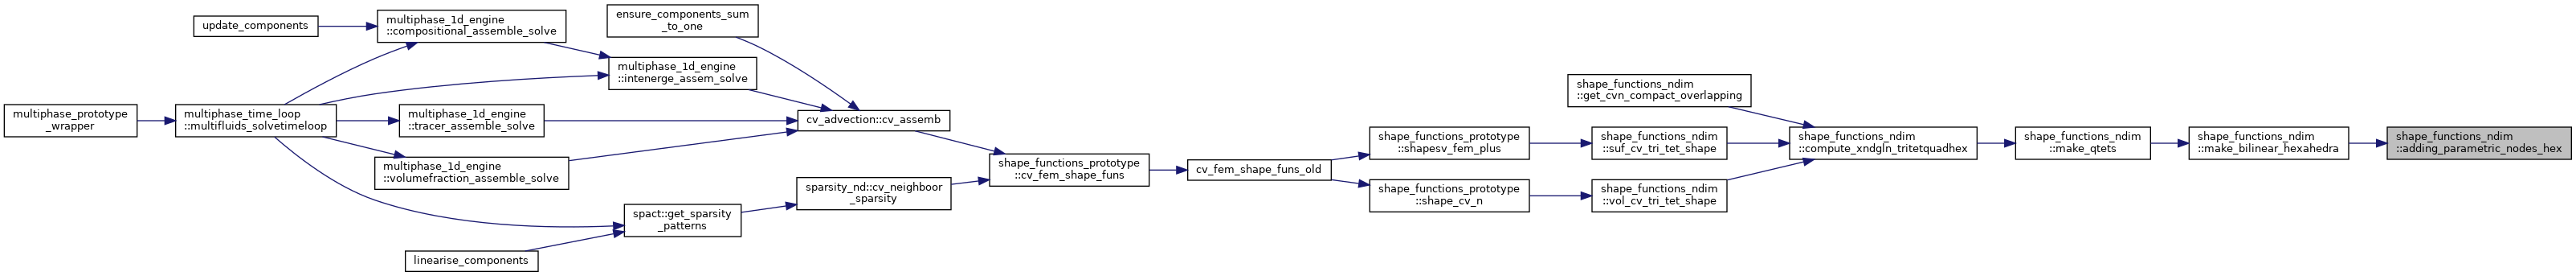 multiphase_prototype
_wrapper
update_components
multiphase_time_loop
::multifluids_solvetimeloop
multiphase_1d_engine
::compositional_assemble_solve
multiphase_1d_engine
::tracer_assemble_solve
multiphase_1d_engine
::volumefraction_assemble_solve
linearise_components
ensure_components_sum
_to_one
multiphase_1d_engine
::intenerge_assem_solve
spact::get_sparsity
_patterns
cv_advection::cv_assemb
sparsity_nd::cv_neighboor
_sparsity
shape_functions_prototype
::cv_fem_shape_funs
cv_fem_shape_funs_old
shape_functions_prototype
::shapesv_fem_plus
shape_functions_prototype
::shape_cv_n
shape_functions_ndim
::get_cvn_compact_overlapping
shape_functions_ndim
::suf_cv_tri_tet_shape
shape_functions_ndim
::vol_cv_tri_tet_shape
shape_functions_ndim
::compute_xndgln_tritetquadhex
shape_functions_ndim
::make_qtets
shape_functions_ndim
::make_bilinear_hexahedra
shape_functions_ndim
::adding_parametric_nodes_hex